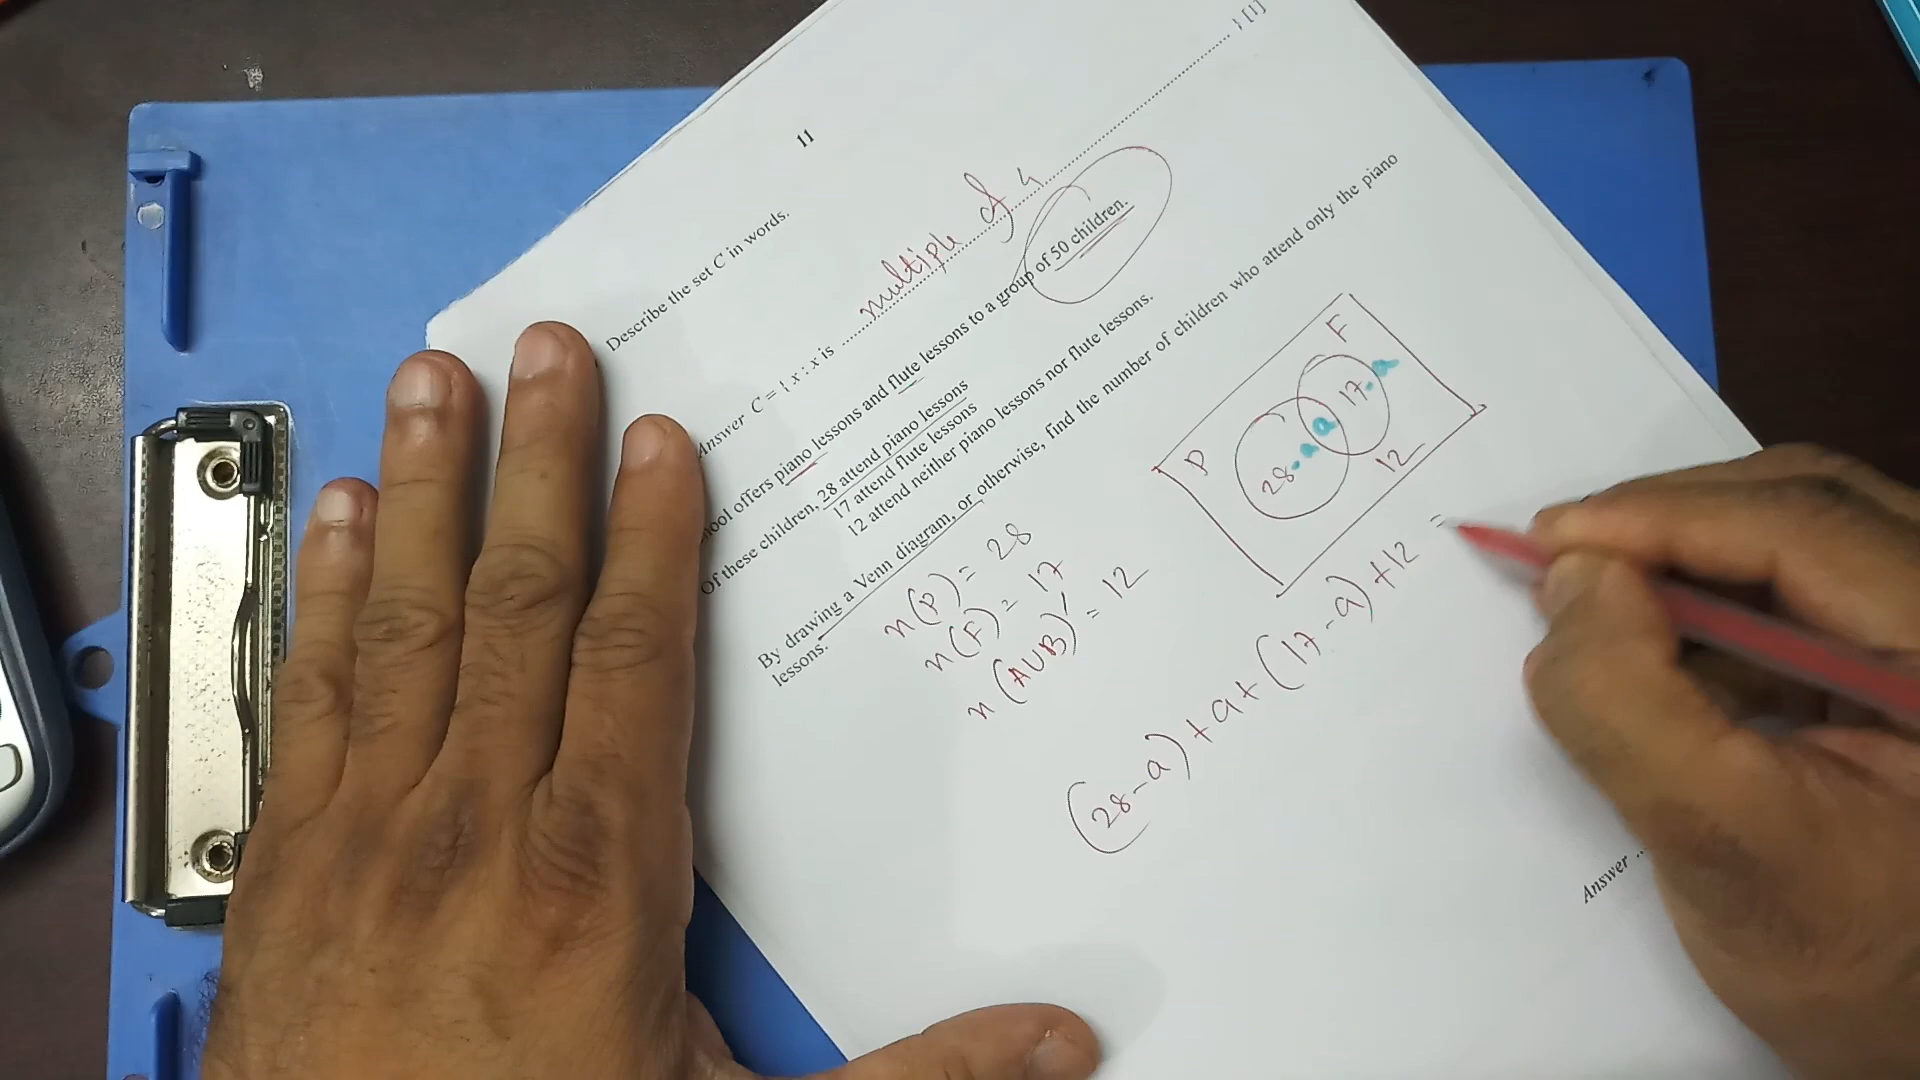 11
Describe the set C in words.
Answer C = { x : x is multiple of 4 } [1]
hool offers piano lessons and flute lessons to a group of 50 children.
Of these children, 28 attend piano lessons
17 attend flute lessons
12 attend neither piano lessons nor flute lessons.
By drawing a Venn diagram, or otherwise, find the number of children who attend only the piano
lessons.
n(P) = 28
n(F) = 17
n(A∪B)' = 12
P F
28-a a 17-a
12
(28-a) + a + (17-a) + 12 =
Answer ..